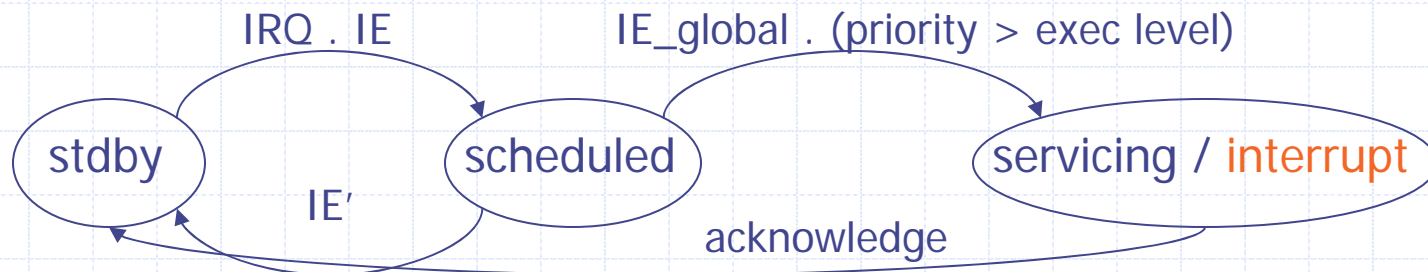 IRQ . IE
IE_global . (priority > exec level)
stdby
scheduled
servicing / interrupt
IE’
acknowledge